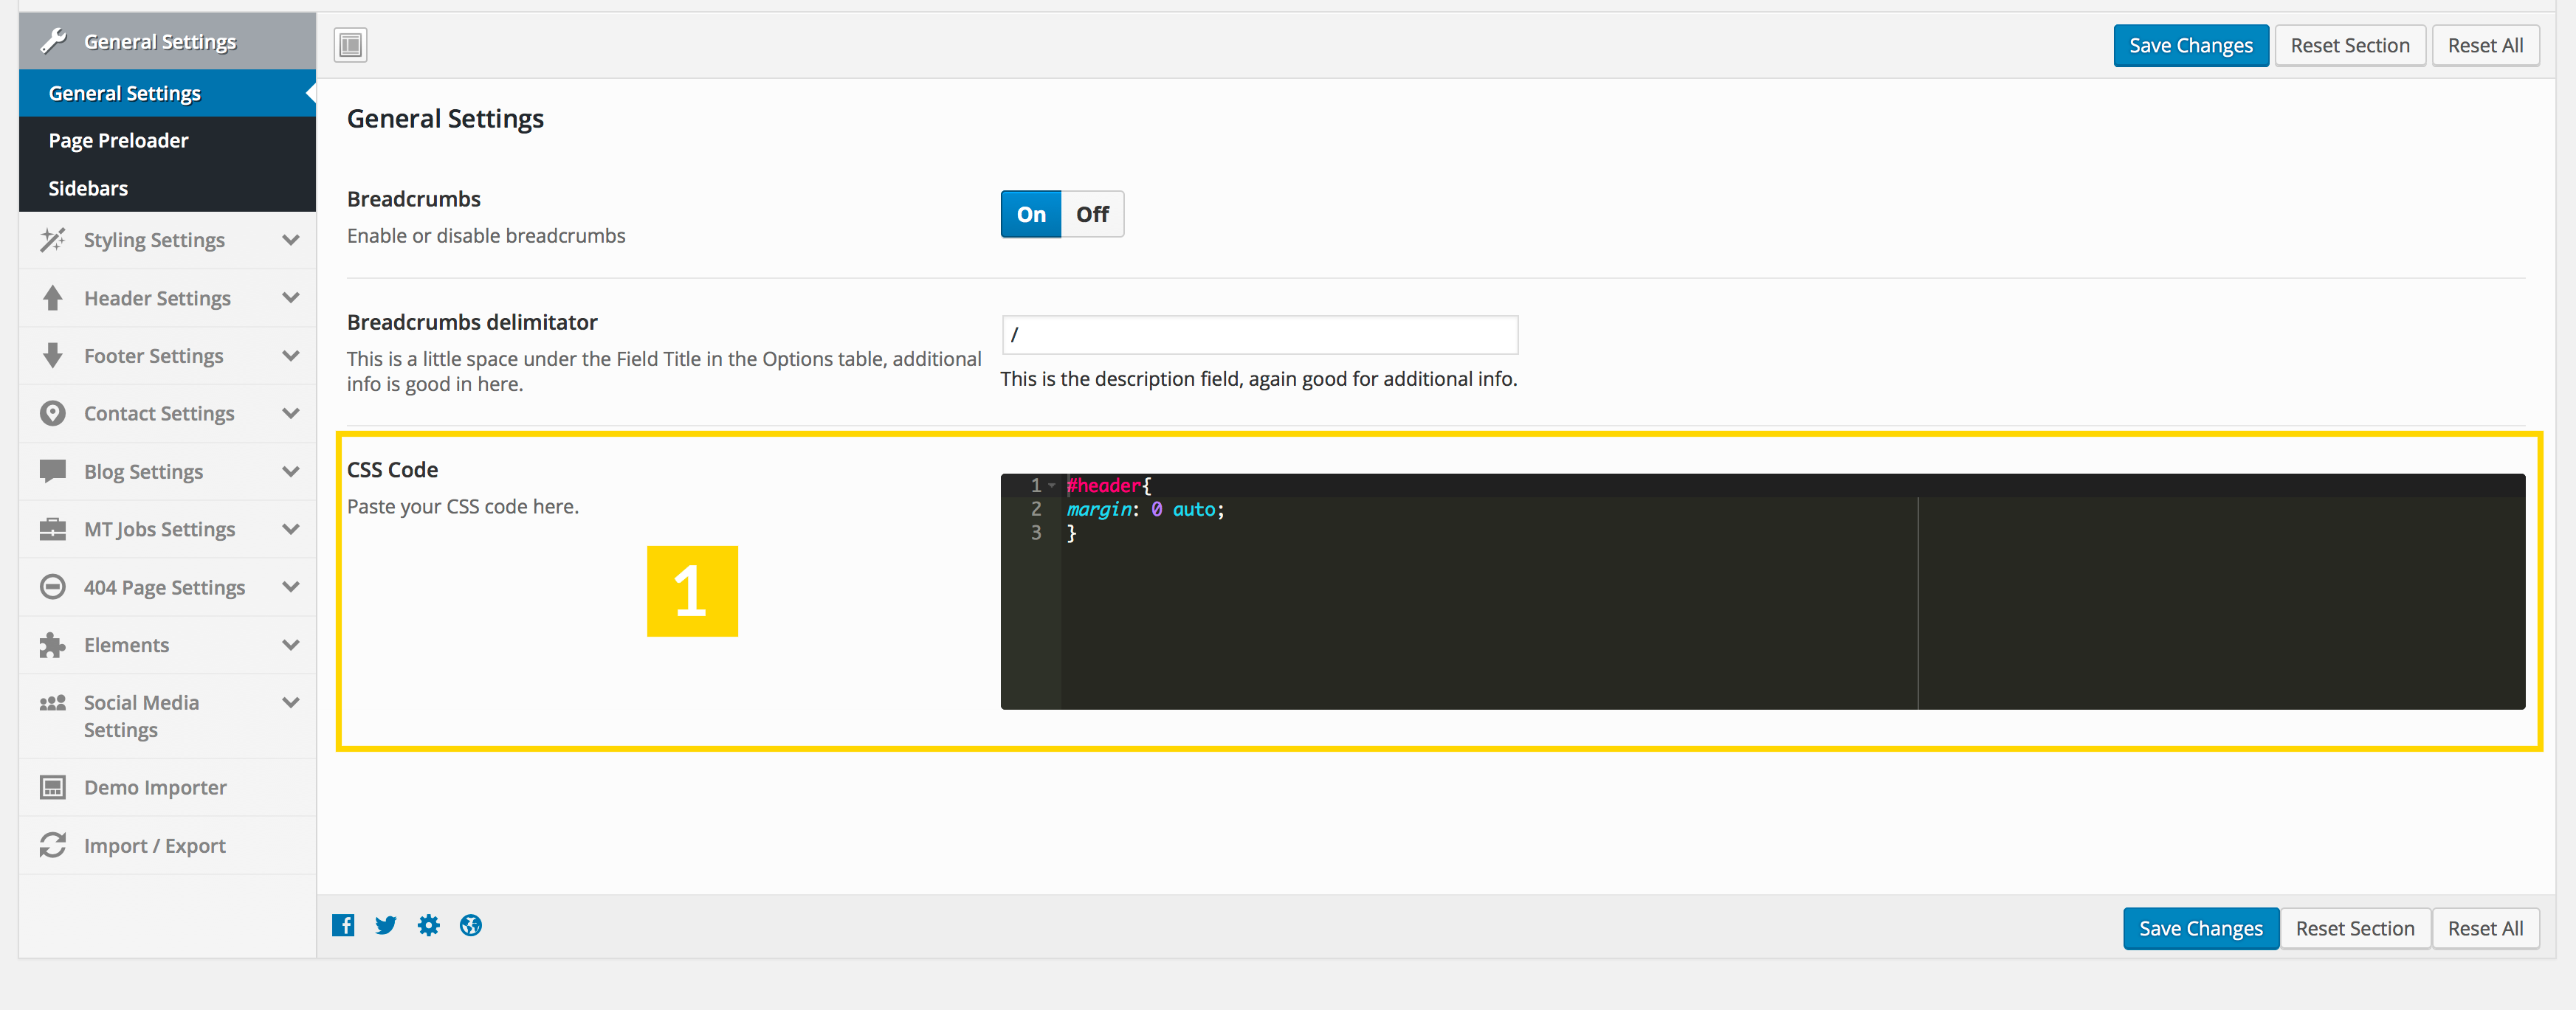 General Settings
General Settings
Page Preloader
Sidebars
Styling Settings
Header Settings
Footer Settings
Contact Settings
Blog Settings
MT Jobs Settings
404 Page Settings
Elements
Social Media
Settings
Demo Importer
Import / Export
Save Changes Reset Section Reset All
General Settings
Breadcrumbs
Enable or disable breadcrumbs
On Off
Breadcrumbs delimitator
This is a little space under the Field Title in the Options table, additional
info is good in here.
/
This is the description field, again good for additional info.
CSS Code
Paste your CSS code here.
1
1 #header{
2 margin: 0 auto;
3 }
Save Changes Reset Section Reset All